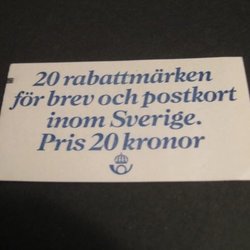 20 rabattmärken
för brev och postkort
inom Sverige.
Pris 20 kronor